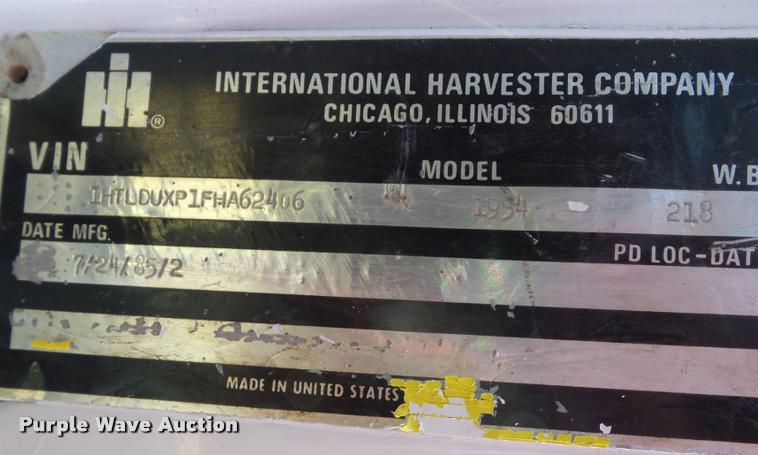 IH ®
INTERNATIONAL HARVESTER COMPANY
CHICAGO, ILLINOIS 60611
VIN MODEL W.B
1HTLDUXP1FHA62406 1954 218
DATE MFG. PD LOC-DAT
7/24/85/2
MADE IN UNITED STATES
Purple Wave Auction